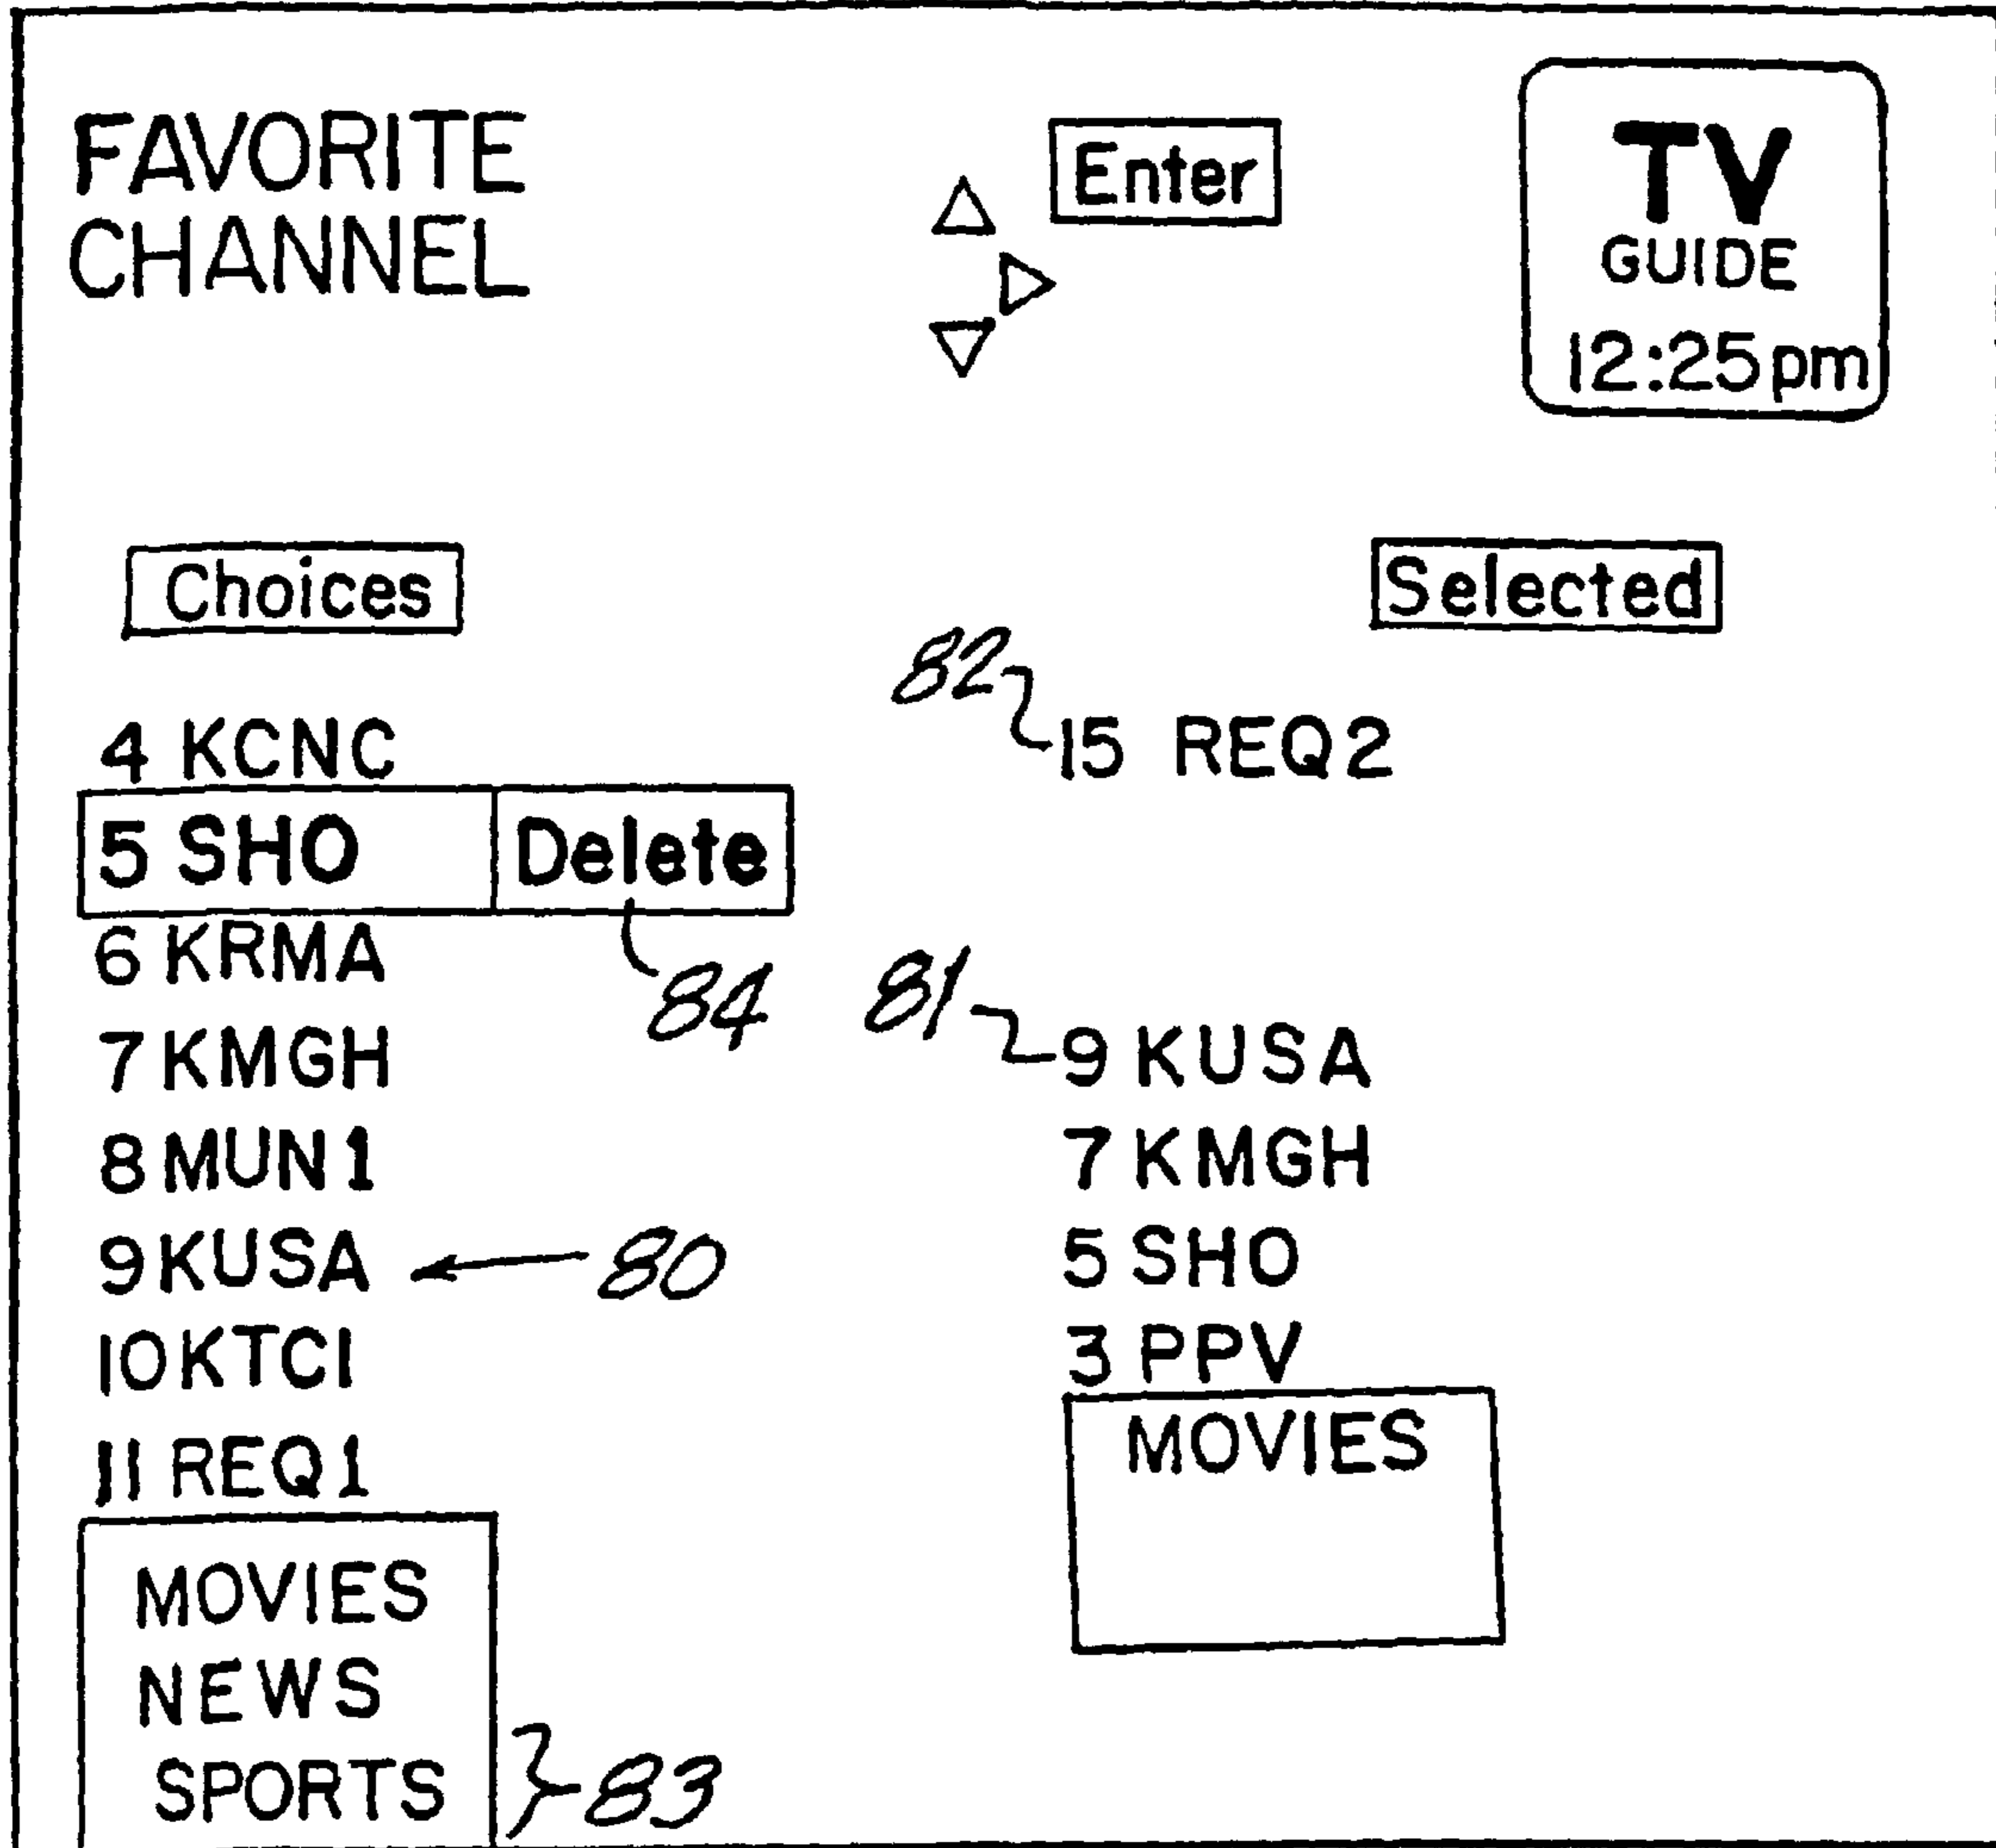 FAVORITE
CHANNEL
Enter
TV
GUIDE
12:25pm
Choices
Selected
82
4 KCNC
15 REQ2
5 SHO Delete
6 KRMA
84
81
7 KMGH
9 KUSA
8 MUN1
7 KMGH
9 KUSA
80
5 SHO
10 KTCI
3 PPV
11 REQ1
MOVIES
MOVIES
NEWS
SPORTS
83